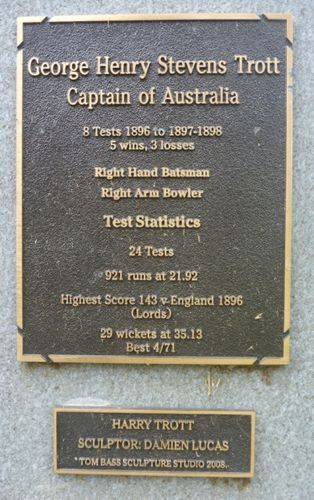 George Henry Stevens Trott
Captain of Australia
8 Tests 1896 to 1897-1898
5 wins, 3 losses
Right Hand Batsman
Right Arm Bowler
Test Statistics
24 Tests
921 runs at 21.92
Highest Score 143 v England 1896
(Lords)
29 wickets at 35.13
Best 4/71
HARRY TROTT
SCULPTOR: DAMIEN LUCAS
TOM BASS SCULPTURE STUDIO 2008.